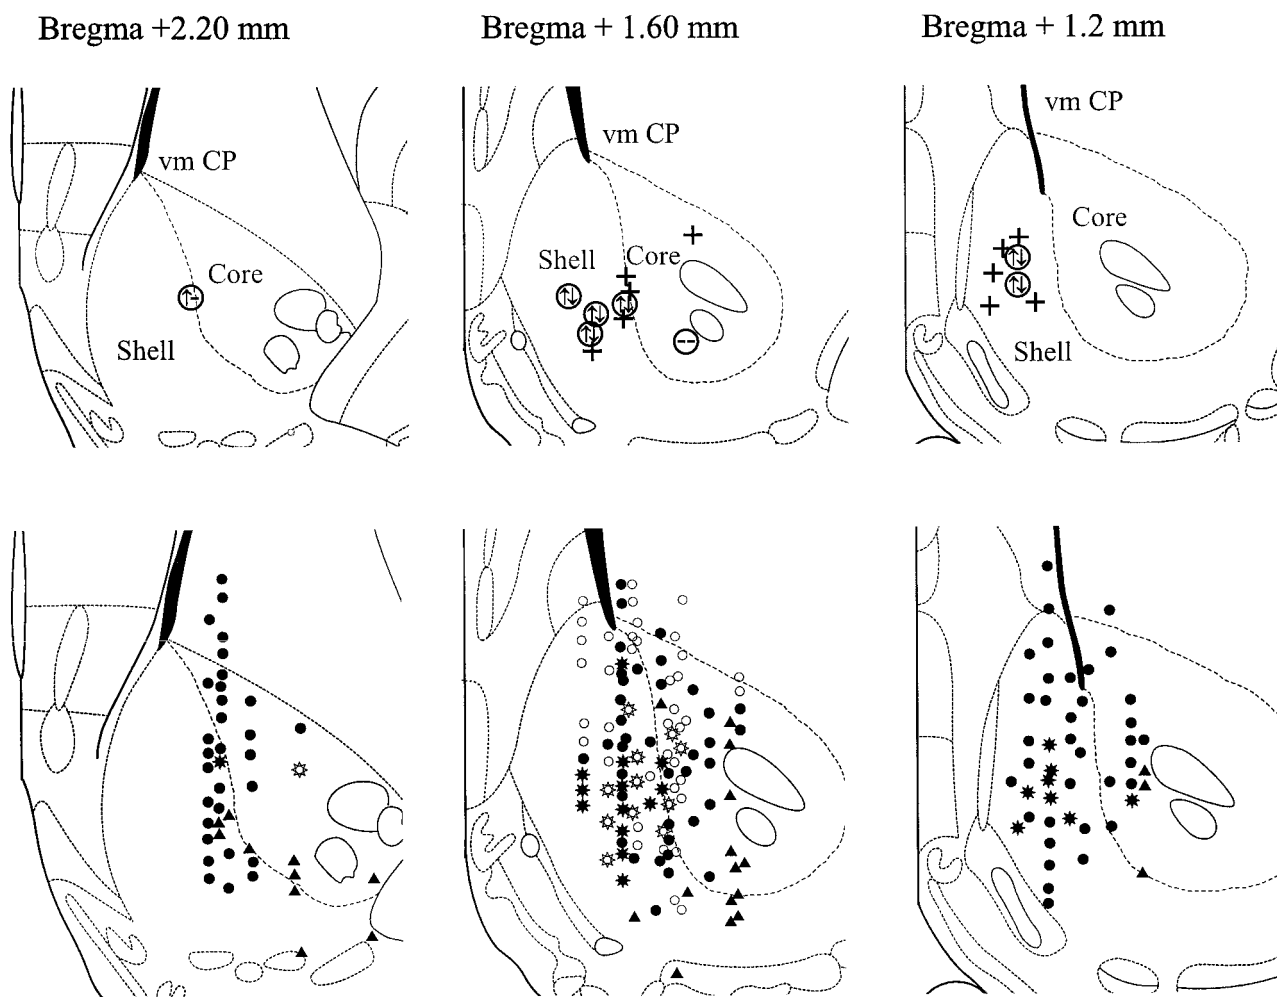 Bregma +2.20 mm
Bregma + 1.60 mm
Bregma + 1.2 mm
vm CP
Core
Shell
vm CP
Shell
Core
vm CP
Core
Shell